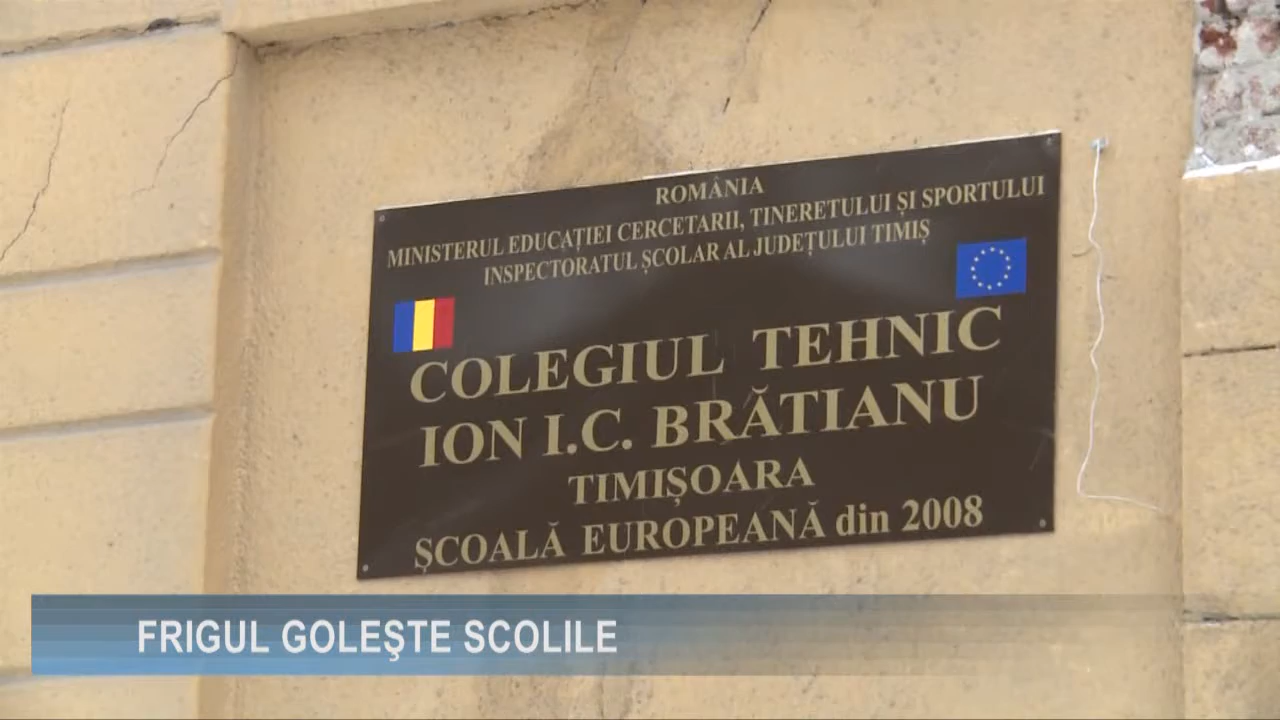 ROMÂNIA
MINISTERUL EDUCAȚIEI CERCETARII, TINERETULUI ȘI SPORTULUI
INSPECTORATUL ȘCOLAR AL JUDEȚULUI TIMIȘ
COLEGIUL TEHNIC
ION I.C. BRĂTIANU
TIMIȘOARA
ȘCOALĂ EUROPEANĂ din 2008
FRIGUL GOLEŞTE SCOLILE